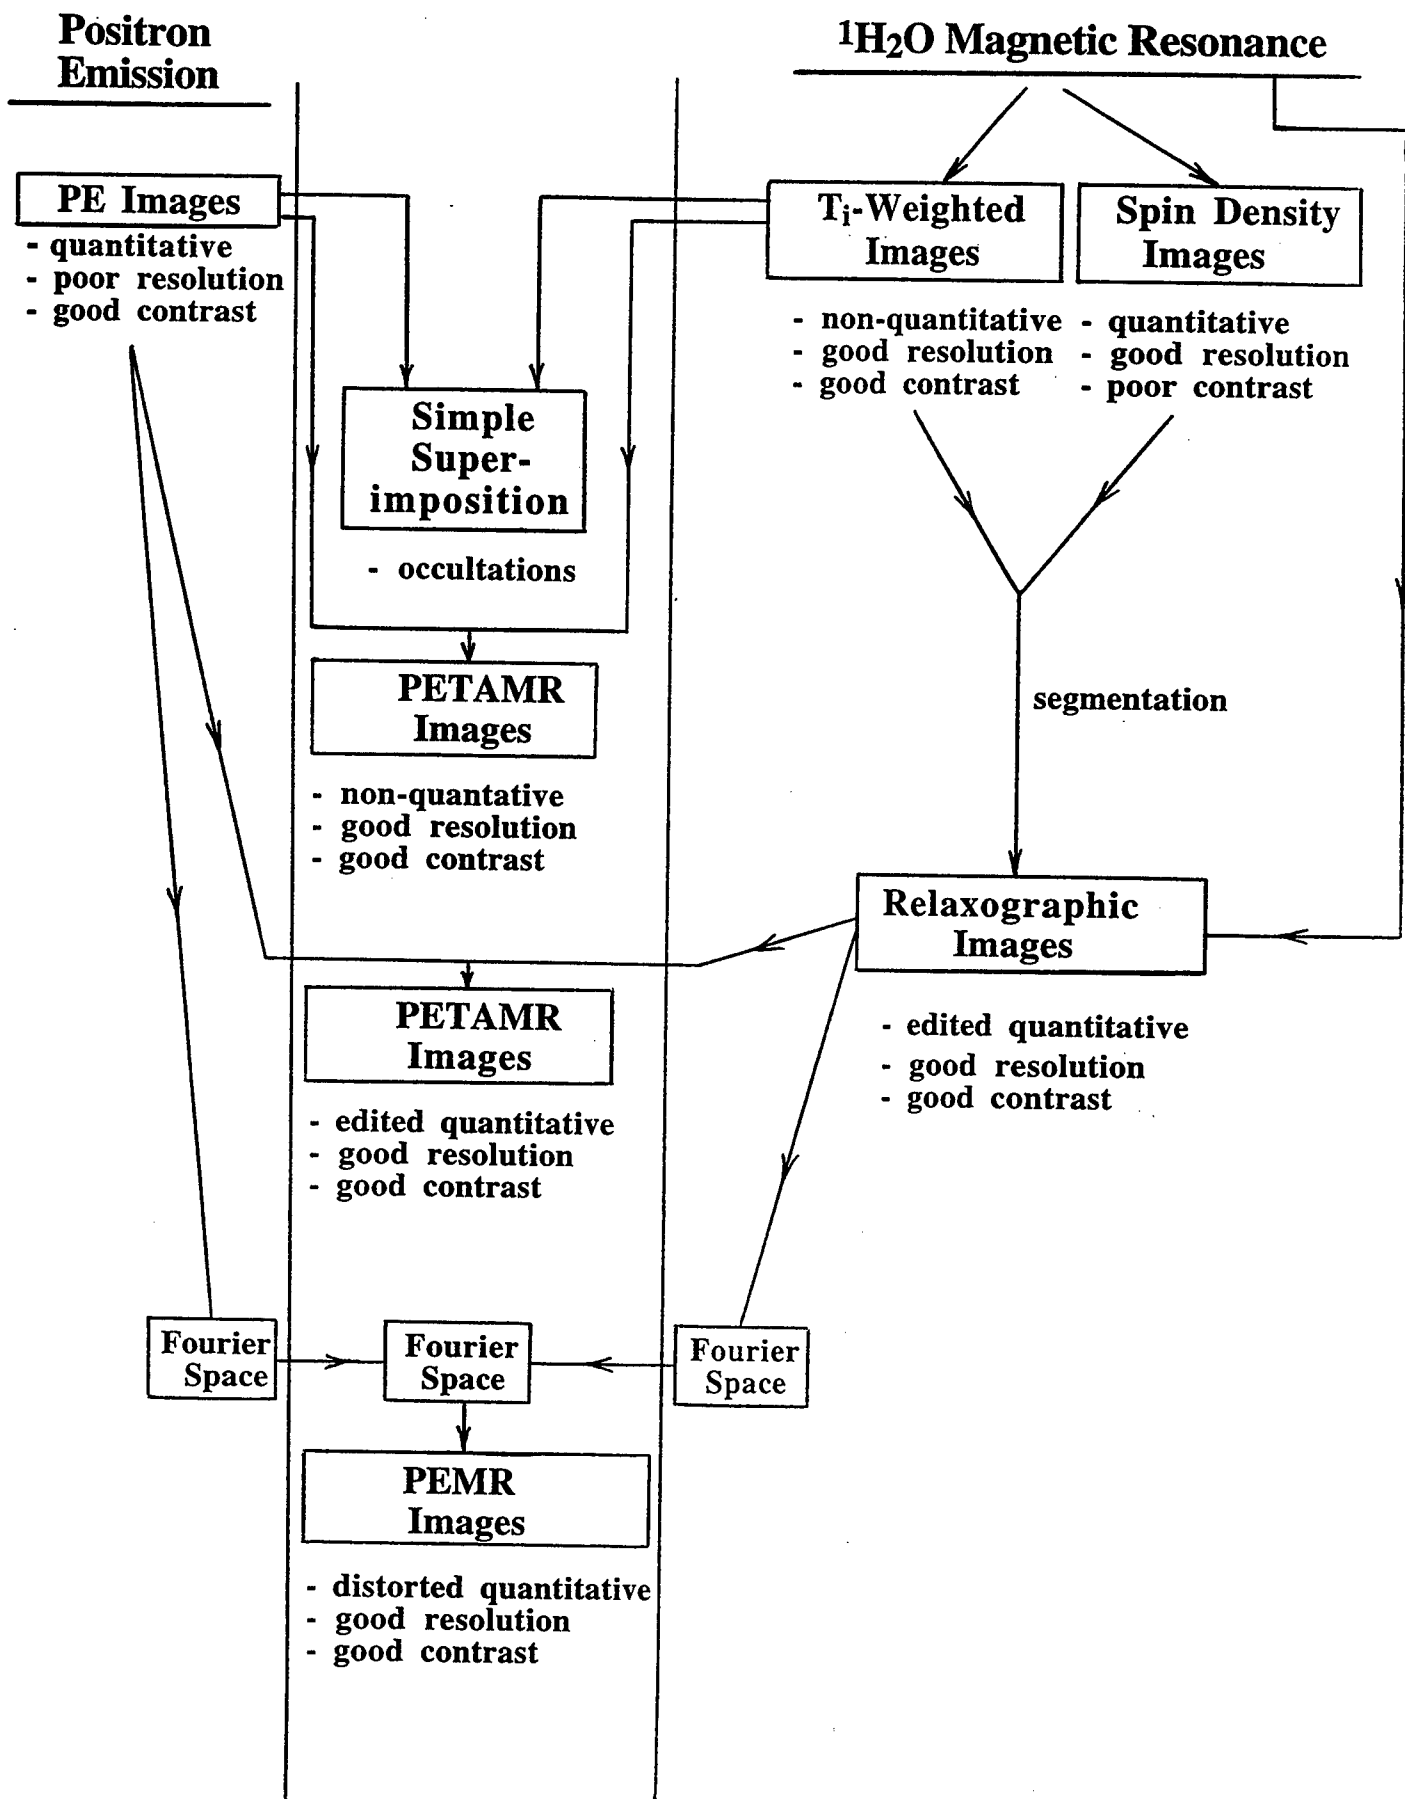 Positron
Emission
¹H₂O Magnetic Resonance
PE Images
- quantitative
- poor resolution
- good contrast
Tᵢ-Weighted
Images
- non-quantitative
- good resolution
- good contrast
Spin Density
Images
- quantitative
- good resolution
- poor contrast
Simple
Super-
imposition
- occultations
PETAMR
Images
- non-quantative
- good resolution
- good contrast
segmentation
Relaxographic
Images
- edited quantitative
- good resolution
- good contrast
PETAMR
Images
- edited quantitative
- good resolution
- good contrast
Fourier
Space
Fourier
Space
Fourier
Space
PEMR
Images
- distorted quantitative
- good resolution
- good contrast